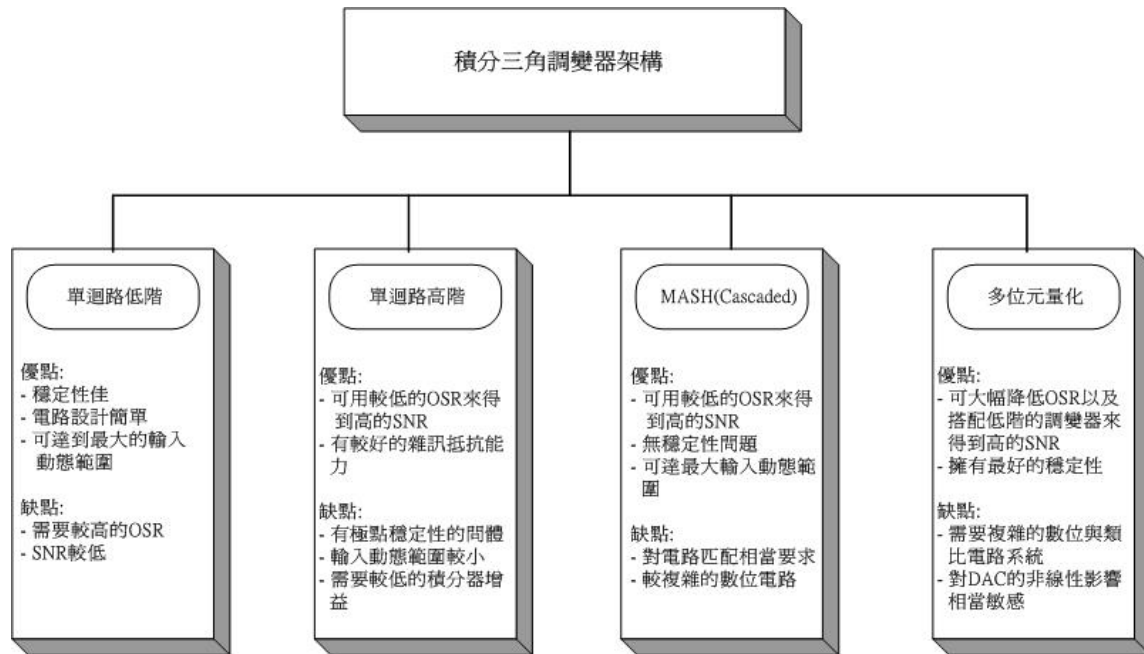 積分三角調變器架構
單迴路低階
優點:
- 穩定性佳
- 電路設計簡單
- 可達到最大的輸入
動態範圍
缺點:
- 需要較高的OSR
- SNR較低
單迴路高階
優點:
- 可用較低的OSR來得
到高的SNR
- 有較好的雜訊抵抗能
力
缺點:
- 有極點穩定性的問體
- 輸入動態範圍較小
- 需要較低的積分器增
益
MASH(Cascaded)
優點:
- 可用較低的OSR來得
到高的SNR
- 無穩定性問題
- 可達最大輸入動態範
圍
缺點:
- 對電路匹配相當要求
- 較複雜的數位電路
多位元量化
優點:
- 可大幅降低OSR以及
搭配低階的調變器來
得到高的SNR
- 擁有最好的穩定性
缺點:
- 需要複雜的數位與類
比電路系統
- 對DAC的非線性影響
相當敏感